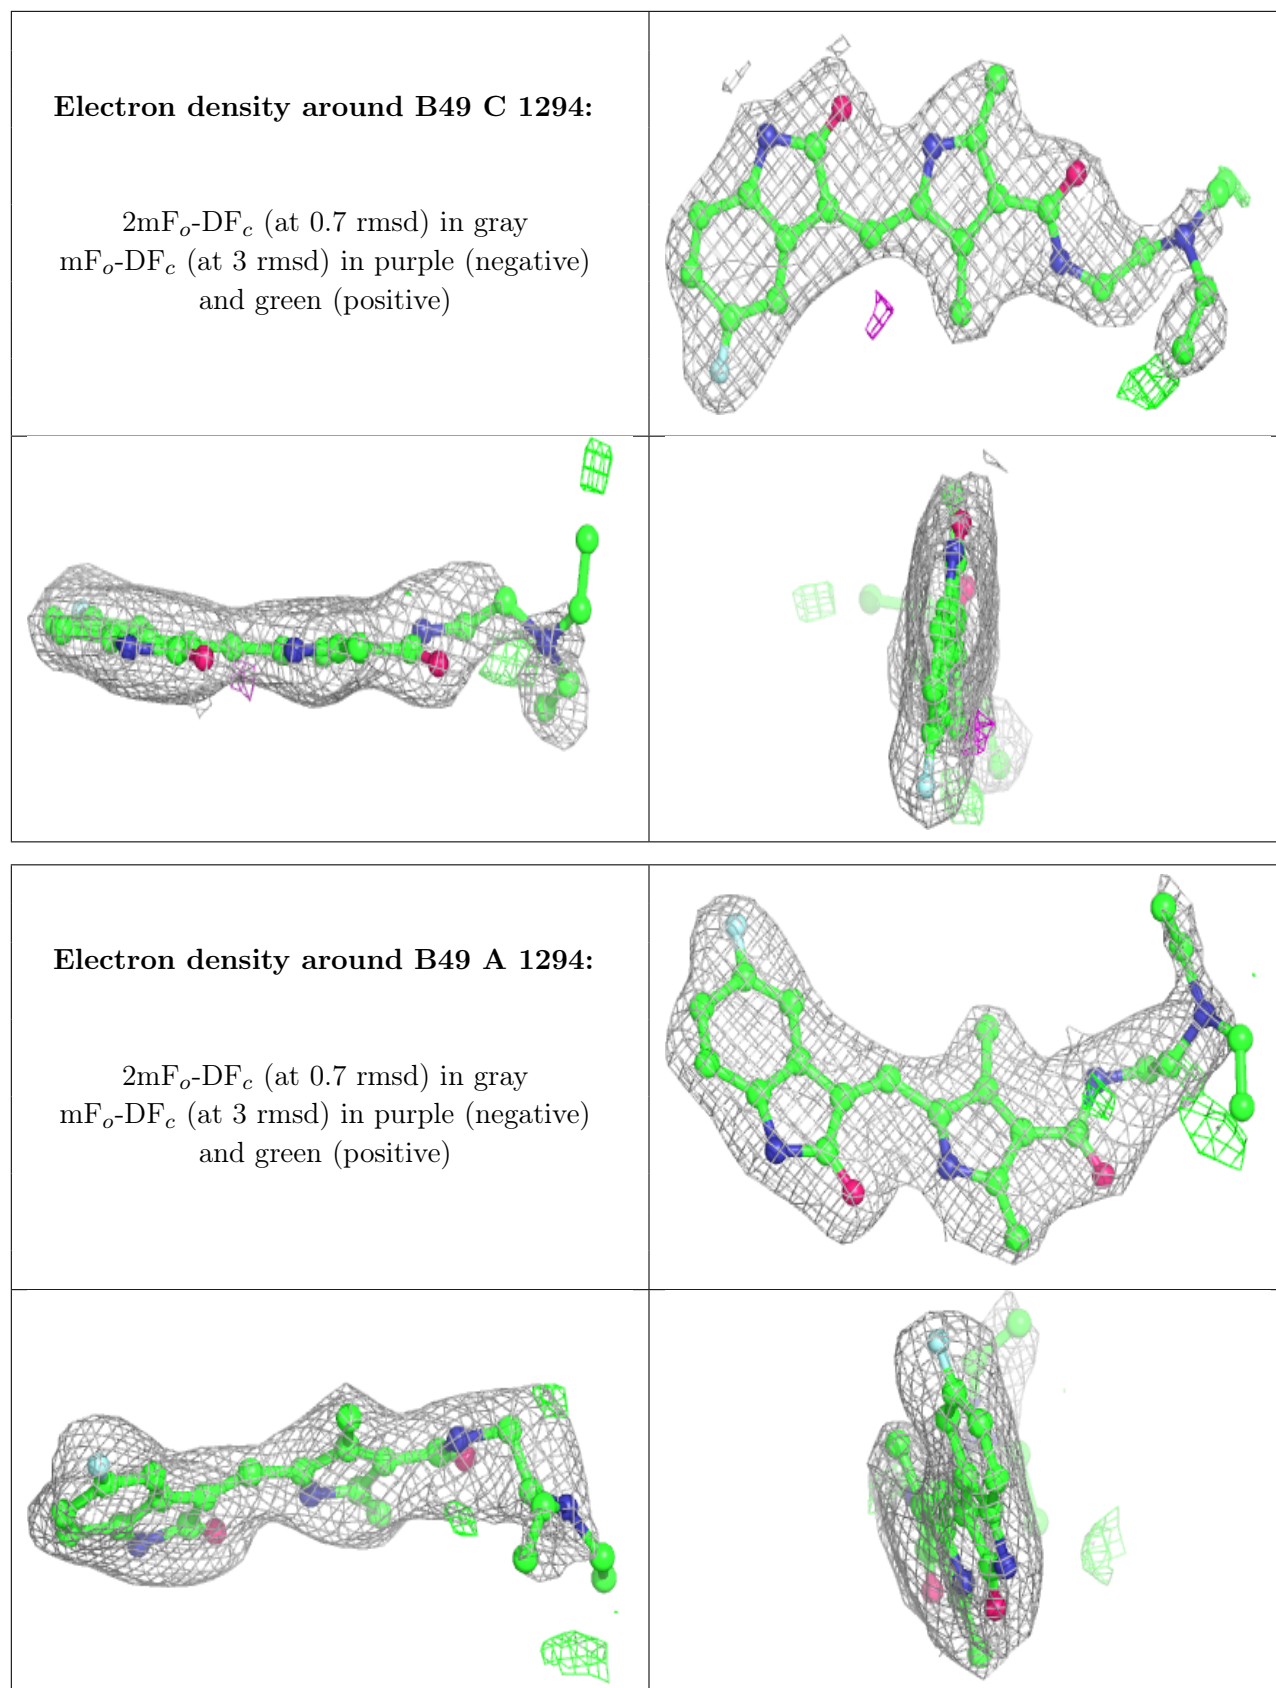 Electron density around B49 C 1294:
2mFo-DFc (at 0.7 rmsd) in gray
mFo-DFc (at 3 rmsd) in purple (negative)
and green (positive)
Electron density around B49 A 1294:
2mFo-DFc (at 0.7 rmsd) in gray
mFo-DFc (at 3 rmsd) in purple (negative)
and green (positive)